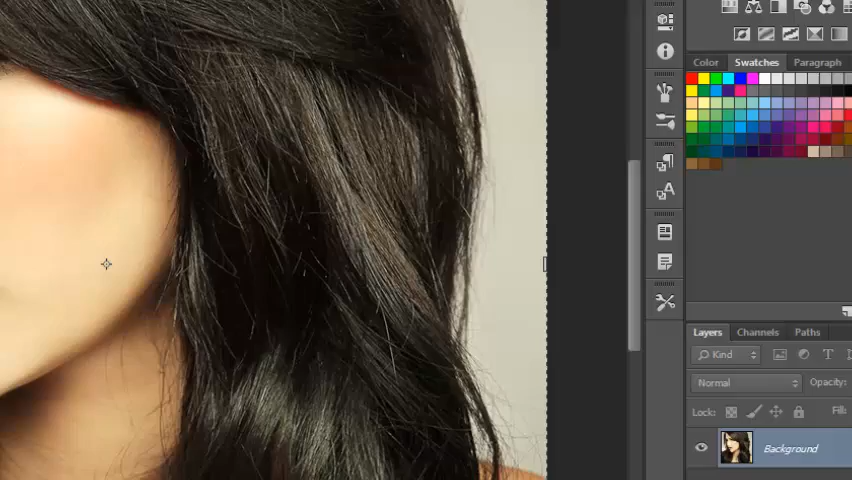 Color Swatches Paragraph
Layers Channels Paths
Kind T
Normal Opacity:
Lock: Fill:
Background